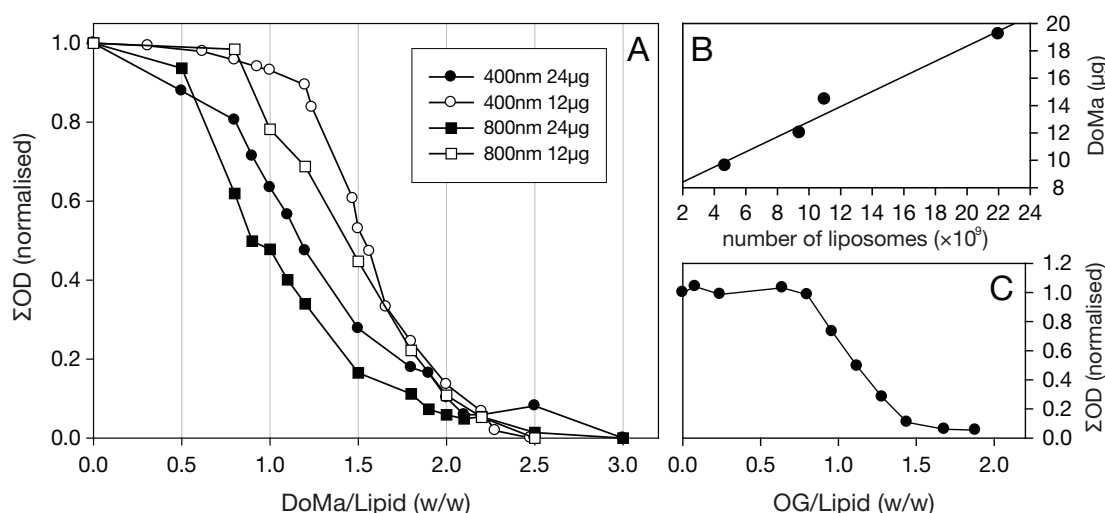 A
1.0
0.8
0.6
0.4
0.2
0.0
ΣOD (normalised)
400nm 24µg
400nm 12µg
800nm 24µg
800nm 12µg
0.0 0.5 1.0 1.5 2.0 2.5 3.0
DoMa/Lipid (w/w)
B
20
18
16
14
12
10
8
DoMa (µg)
2 4 6 8 10 12 14 16 18 20 22 24
number of liposomes (×10⁹)
C
1.2
1.0
0.8
0.6
0.4
0.2
0.0
ΣOD (normalised)
0.0 0.5 1.0 1.5 2.0
OG/Lipid (w/w)